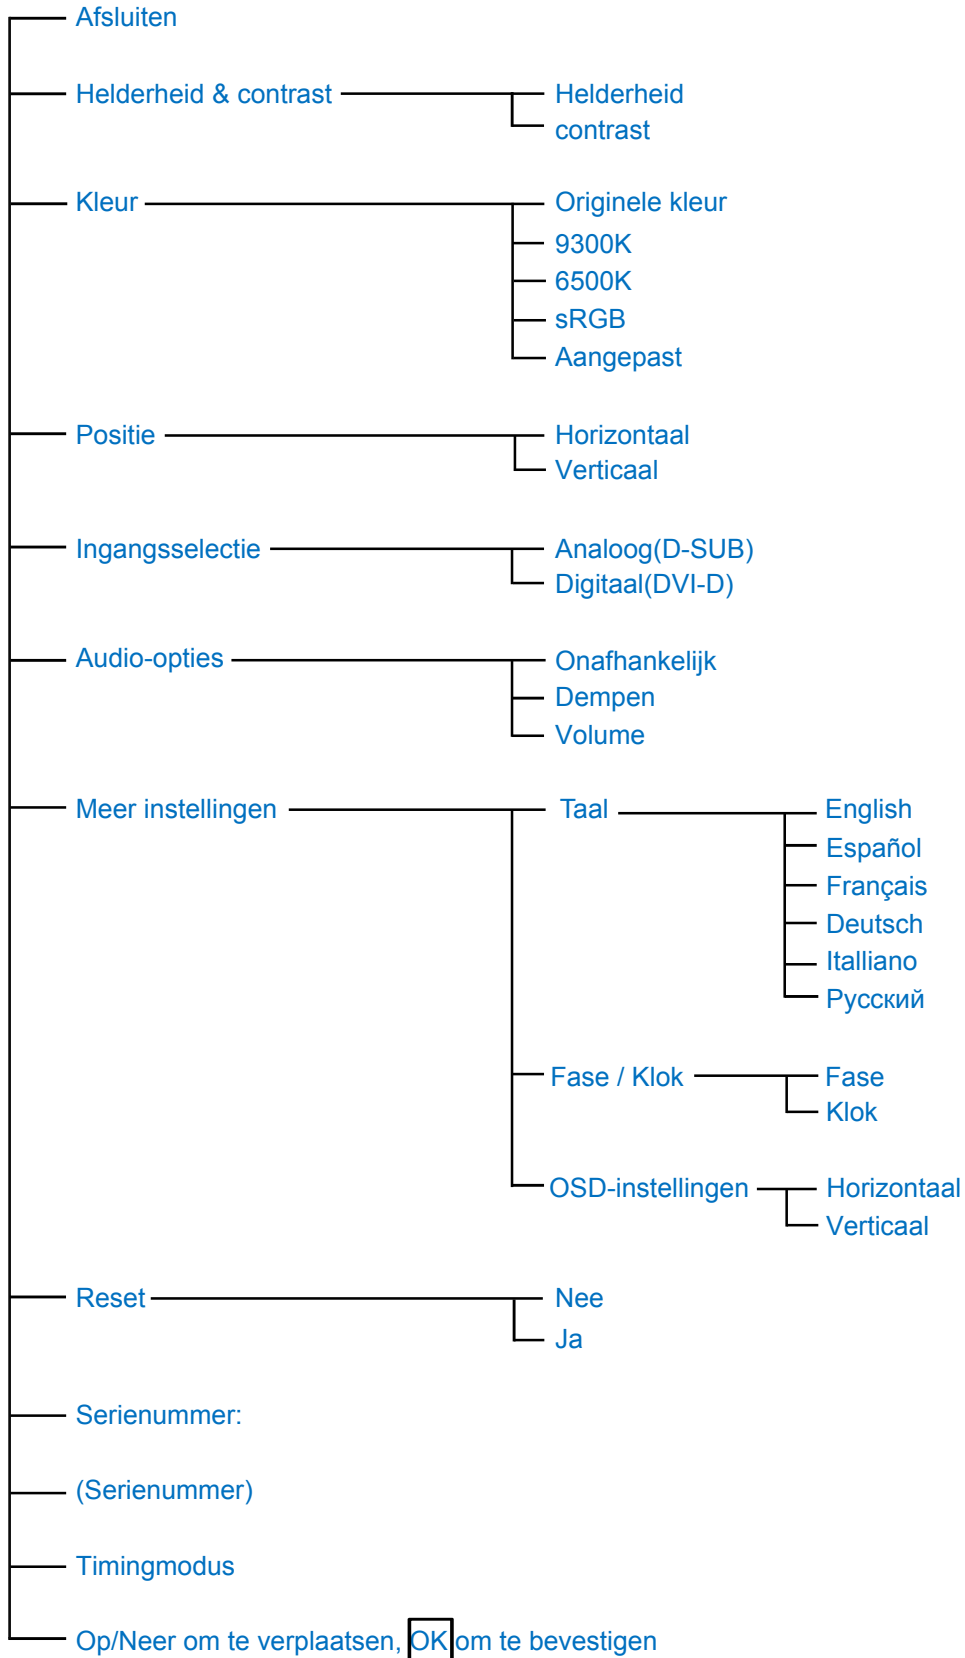 Afsluiten
Helderheid & contrast
Helderheid
contrast
Kleur
Originele kleur
9300K
6500K
sRGB
Aangepast
Positie
Horizontaal
Verticaal
Ingangsselectie
Analoog(D-SUB)
Digitaal(DVI-D)
Audio-opties
Onafhankelijk
Dempen
Volume
Meer instellingen
Taal
English
Español
Français
Deutsch
Italliano
Русский
Fase / Klok
Fase
Klok
OSD-instellingen
Horizontaal
Verticaal
Reset
Nee
Ja
Serienummer:
(Serienummer)
Timingmodus
Op/Neer om te verplaatsen, OK om te bevestigen